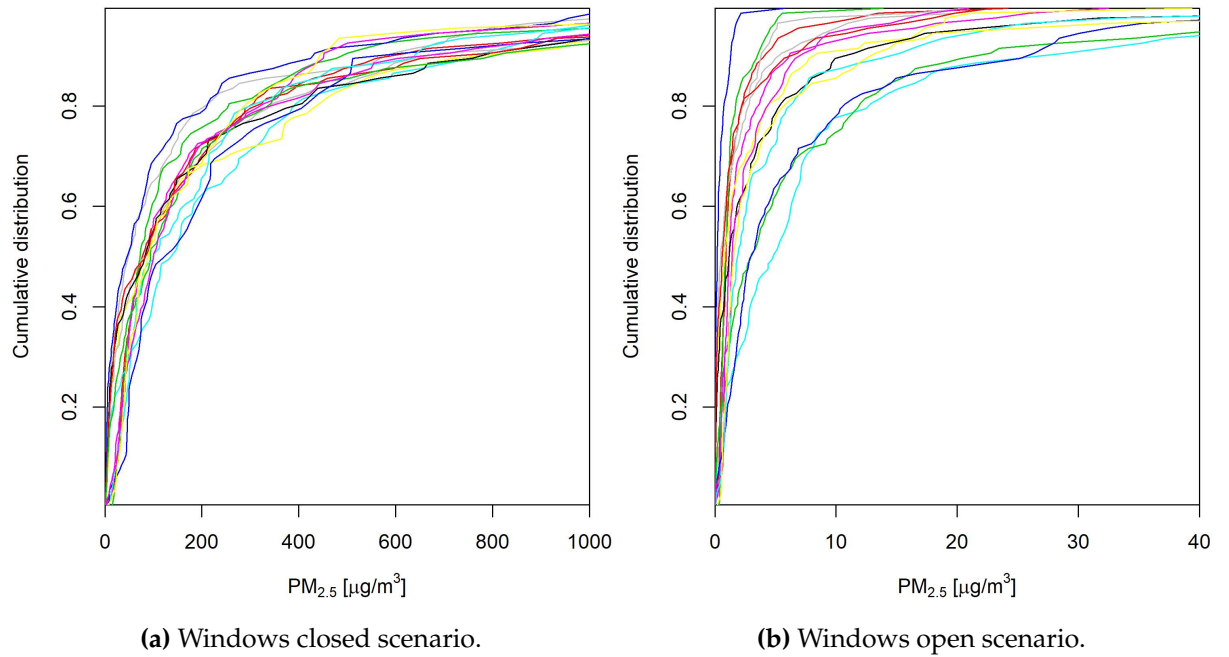 Cumulative distribution
0.8
0.6
0.4
0.2
0 200 400 600 800 1000
PM2.5 [μg/m³]
(a) Windows closed scenario.
Cumulative distribution
0.8
0.6
0.4
0.2
0 10 20 30 40
PM2.5 [μg/m³]
(b) Windows open scenario.